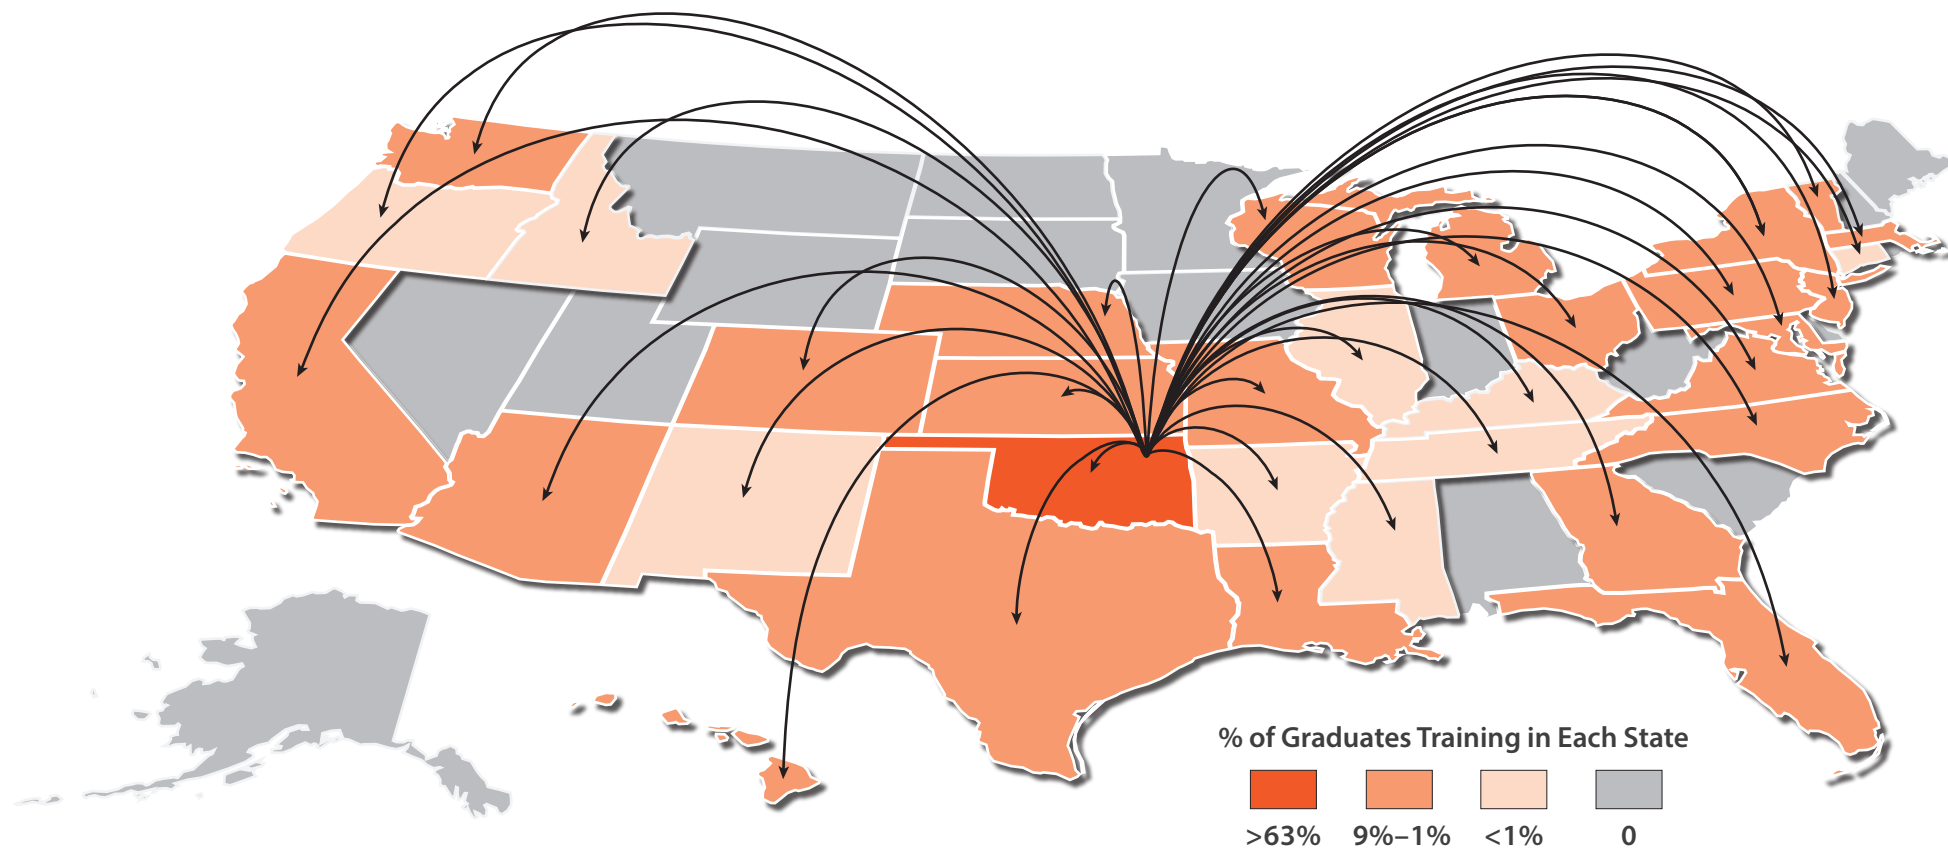 % of Graduates Training in Each State
>63% 9%–1% <1% 0